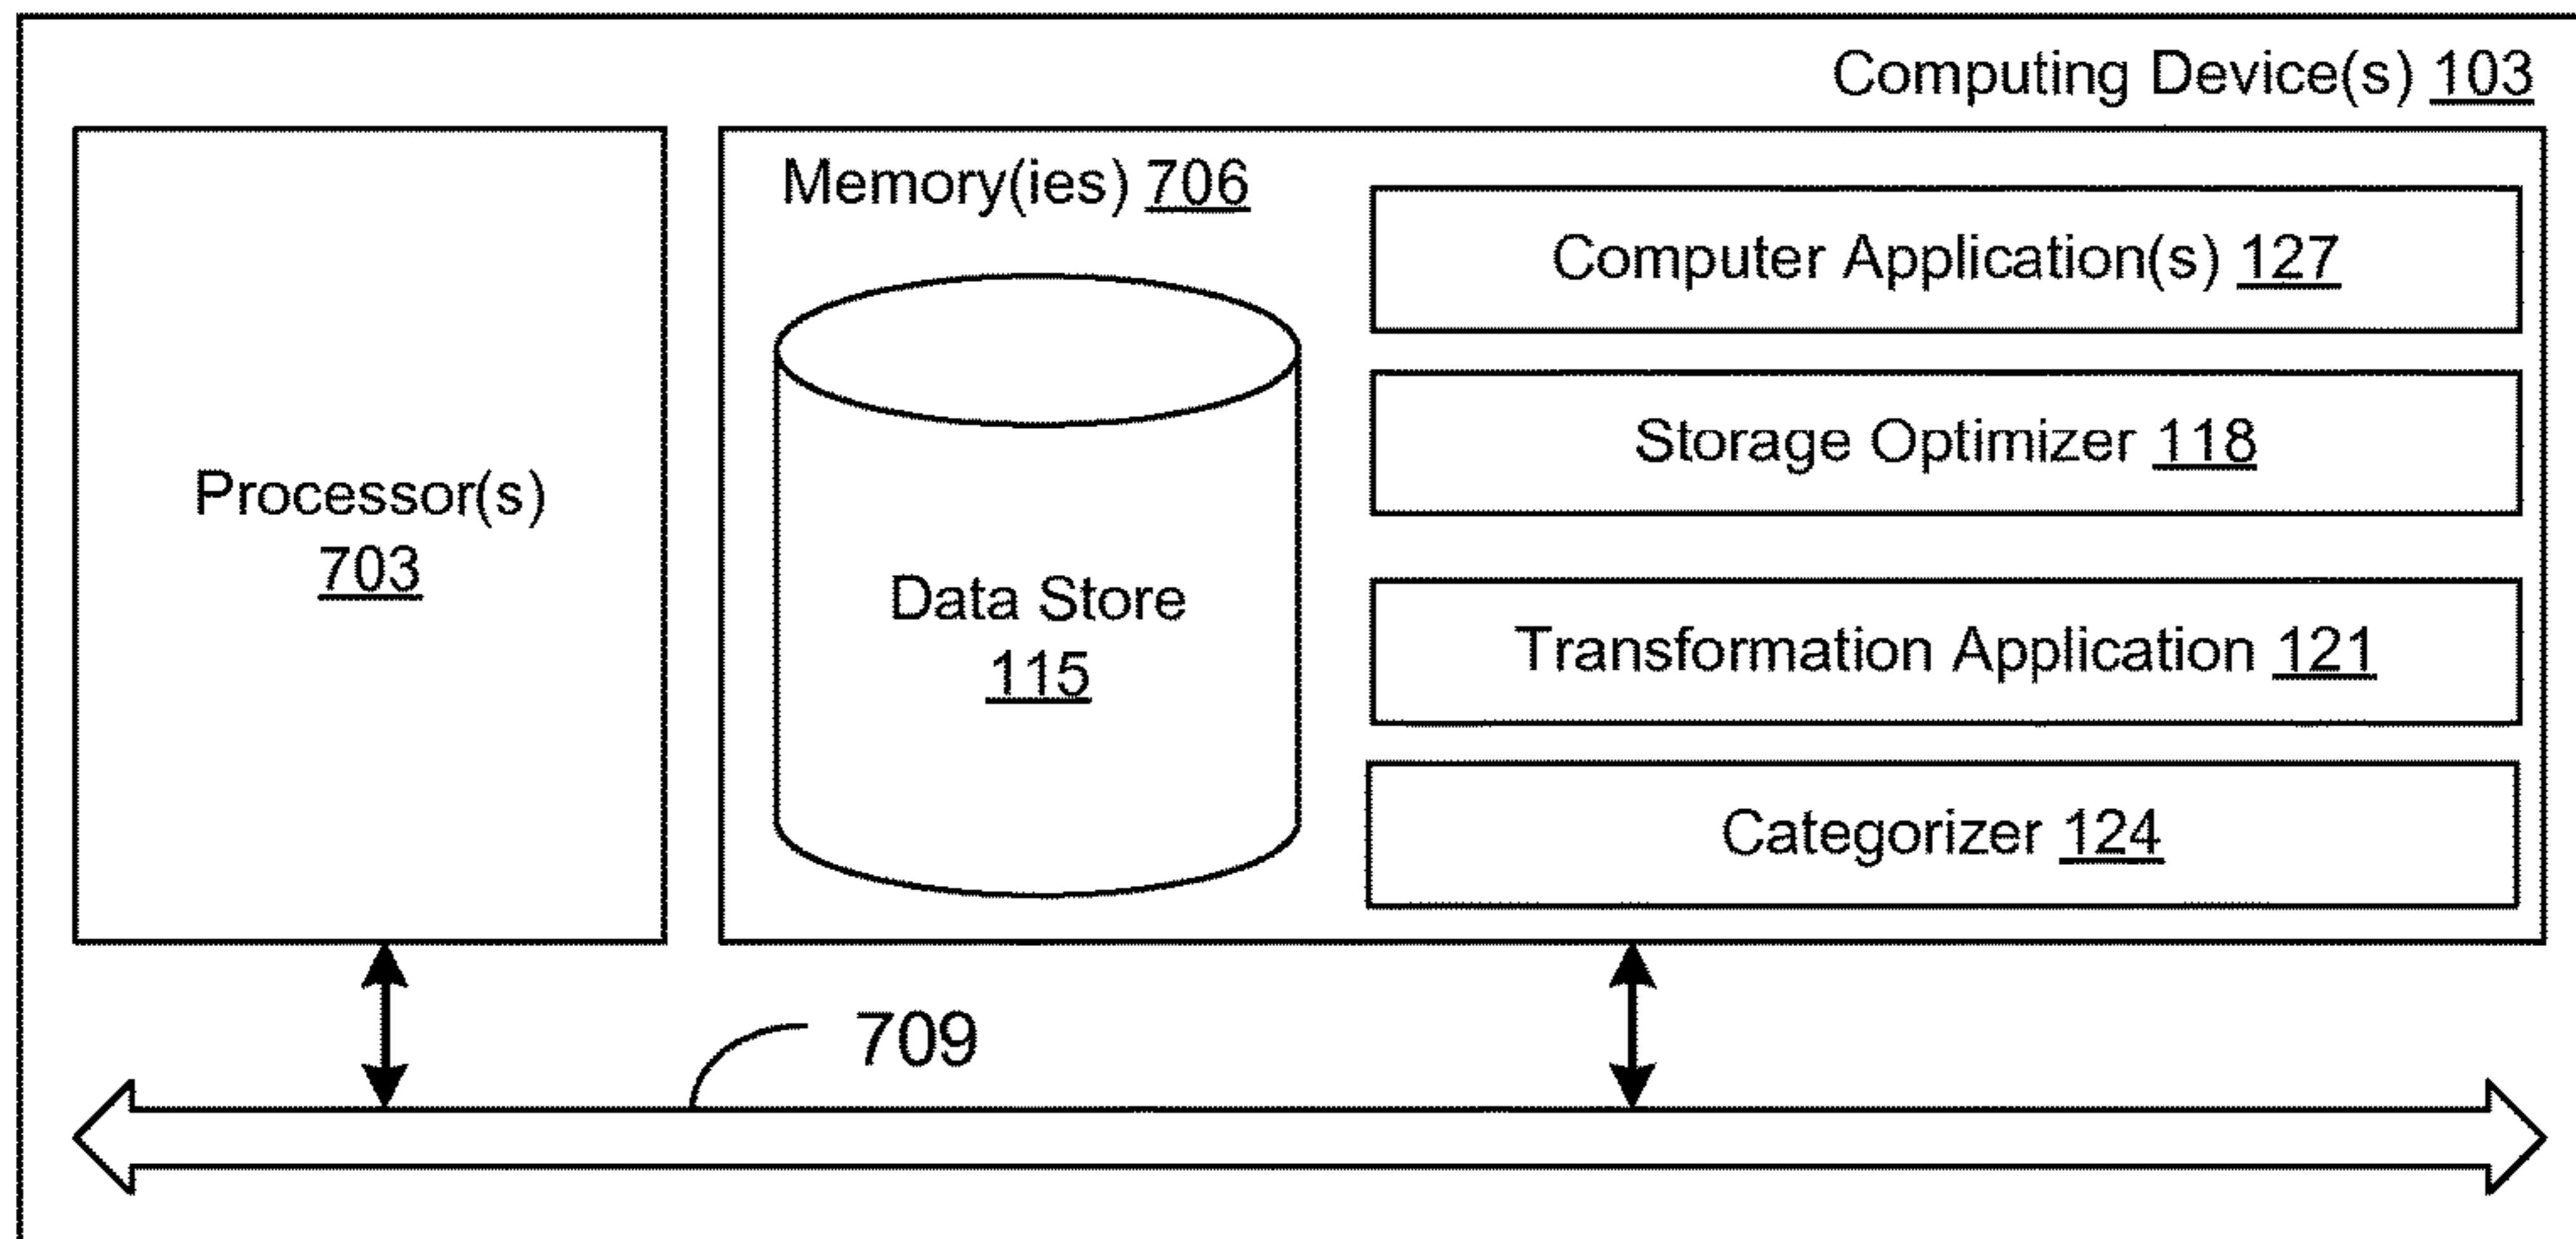 Computing Device(s) 103
Memory(ies) 706
Computer Application(s) 127
Storage Optimizer 118
Processor(s)
703
Data Store
115
Transformation Application 121
Categorizer 124
709